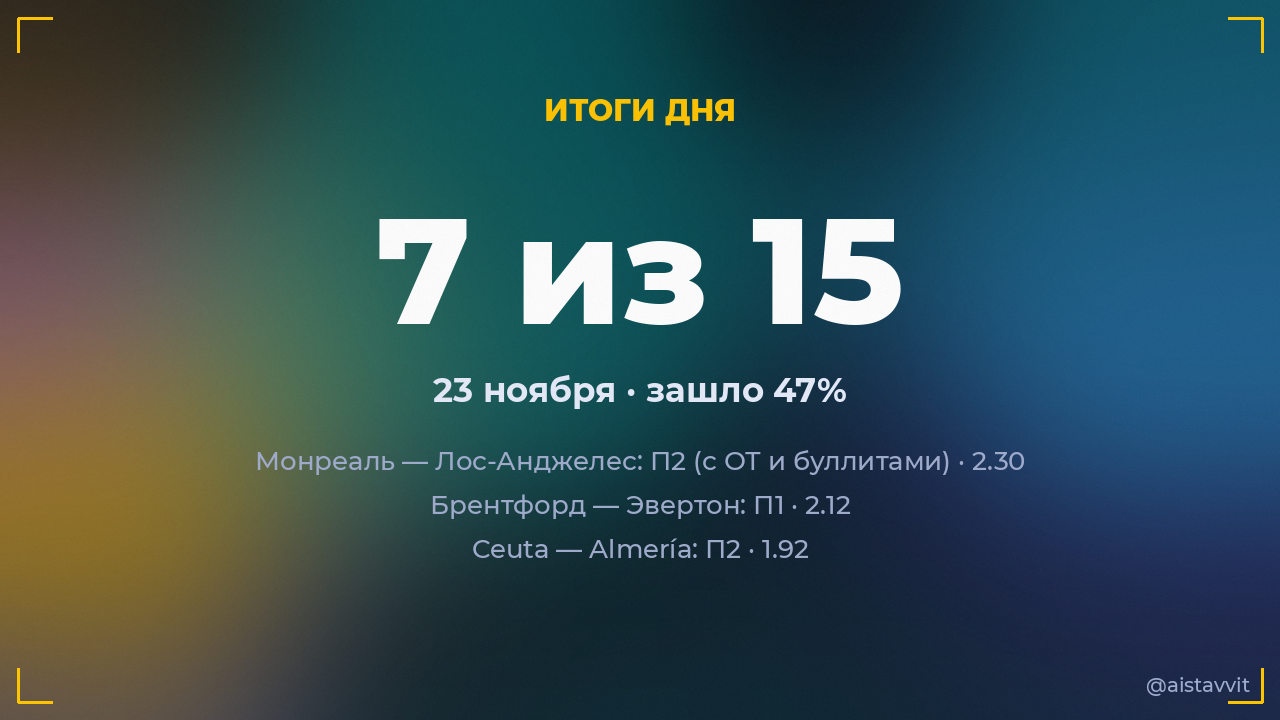 ИТОГИ ДНЯ
7 из 15
23 ноября · зашло 47%
Монреаль — Лос-Анджелес: П2 (с ОТ и буллитами) · 2.30
Брентфорд — Эвертон: П1 · 2.12
Ceuta — Almería: П2 · 1.92
@aistavvit